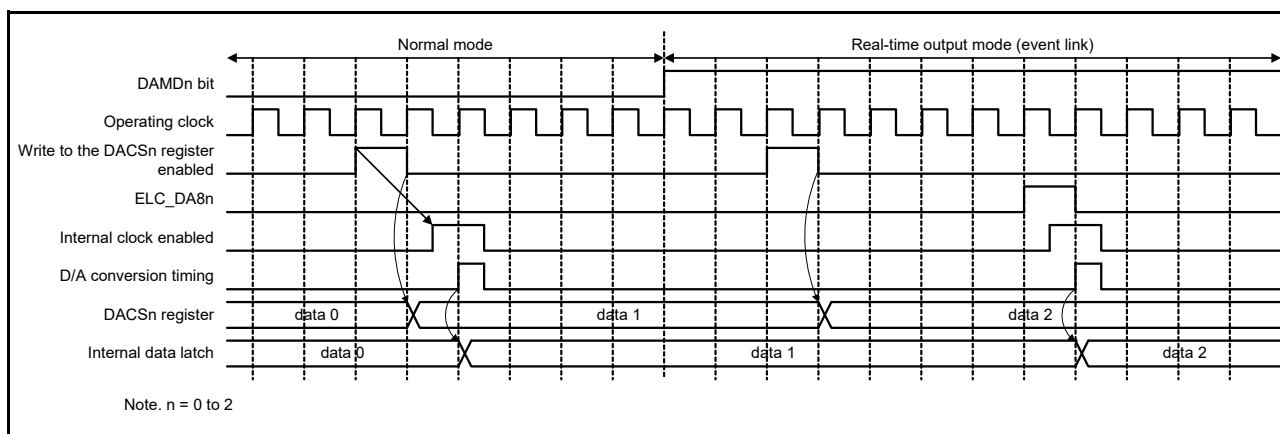 Normal mode
Real-time output mode (event link)
DAMDn bit
Operating clock
Write to the DACSn register
enabled
ELC_DA8n
Internal clock enabled
D/A conversion timing
DACSn register
data 0
data 1
data 2
Internal data latch
data 0
data 1
data 2
Note. n = 0 to 2